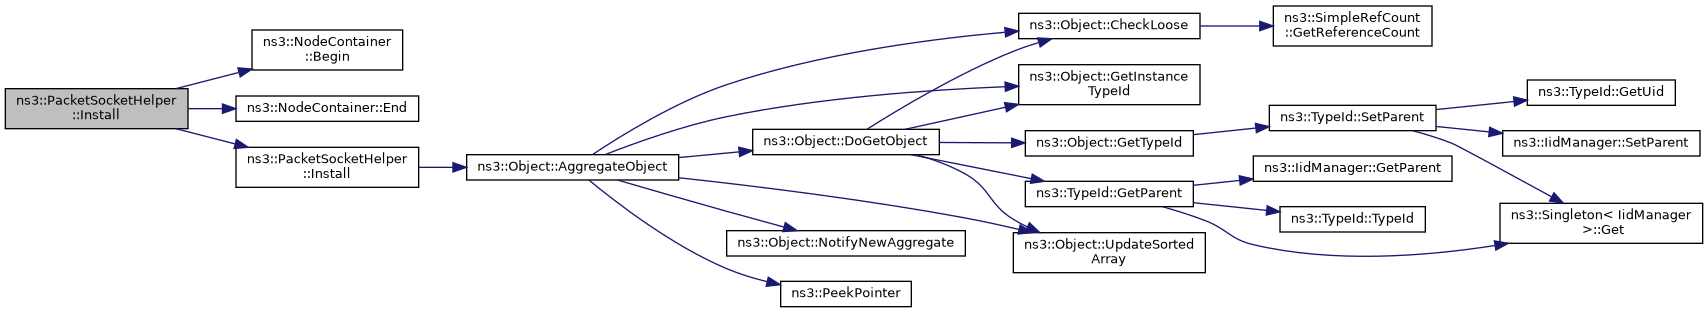 ns3::PacketSocketHelper
::Install
ns3::NodeContainer
::Begin
ns3::NodeContainer::End
ns3::PacketSocketHelper
::Install
ns3::Object::AggregateObject
ns3::Object::DoGetObject
ns3::Object::NotifyNewAggregate
ns3::PeekPointer
ns3::Object::CheckLoose
ns3::Object::GetInstance
TypeId
ns3::Object::GetTypeId
ns3::TypeId::GetParent
ns3::Object::UpdateSorted
Array
ns3::SimpleRefCount
::GetReferenceCount
ns3::TypeId::SetParent
ns3::IidManager::GetParent
ns3::TypeId::TypeId
ns3::TypeId::GetUid
ns3::IidManager::SetParent
ns3::Singleton< IidManager
>::Get